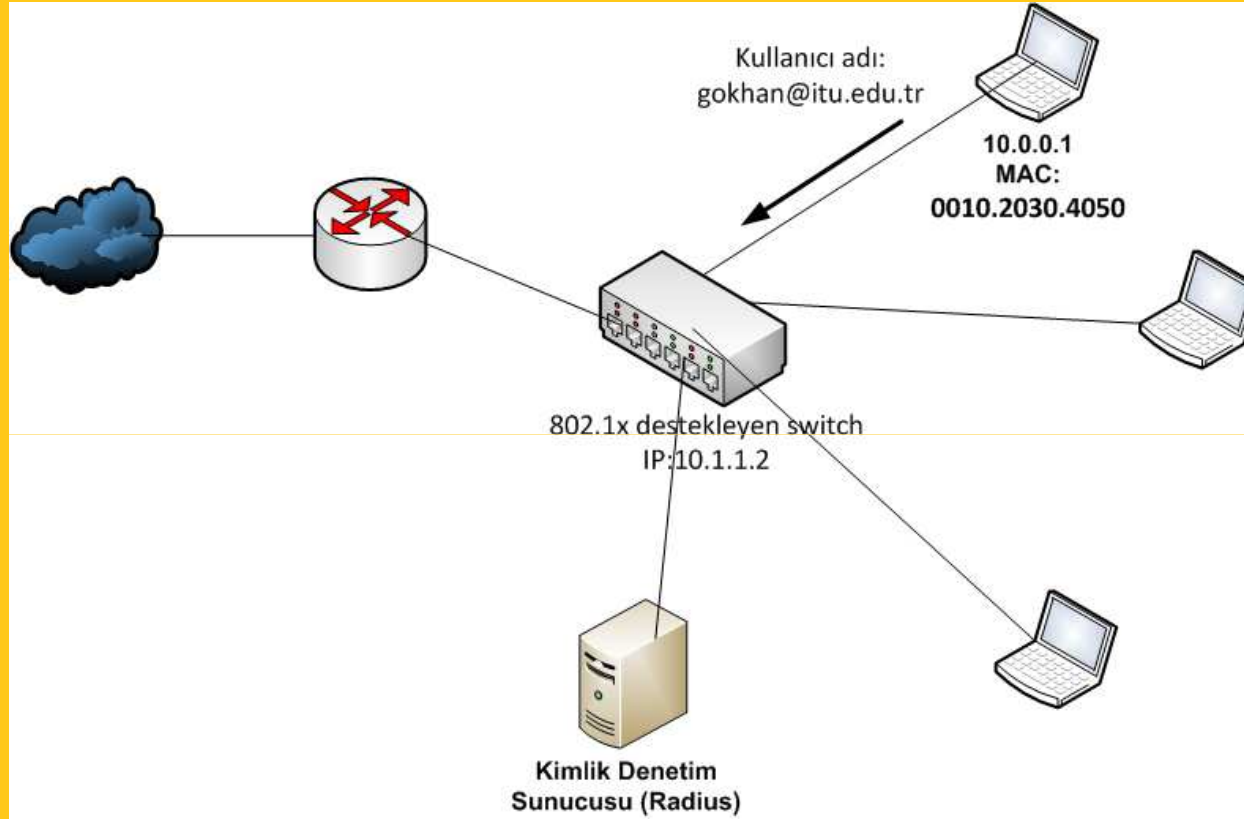 Kullanıcı adı:
gokhan@itu.edu.tr
10.0.0.1
MAC:
0010.2030.4050
802.1x destekleyen switch
IP:10.1.1.2
Kimlik Denetim
Sunucusu (Radius)